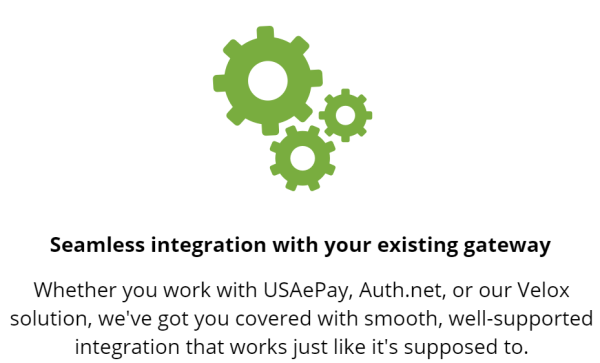 Seamless integration with your existing gateway
Whether you work with USAePay, Auth.net, or our Velox
solution, we've got you covered with smooth, well-supported
integration that works just like it's supposed to.